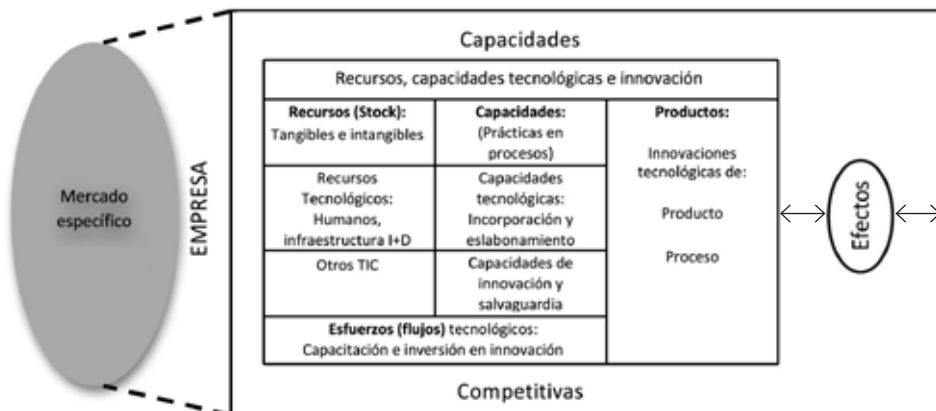 Capacidades
Recursos, capacidades tecnológicas e innovación
Recursos (Stock):
Tangibles e intangibles
Capacidades:
(Prácticas en
procesos)
Productos:
Innovaciones
tecnológicas de:
Producto
Proceso
Recursos
Tecnológicos:
Humanos,
infraestructura I+D
Capacidades
tecnológicas:
Incorporación y
eslabonamiento
Otros TIC
Capacidades de
innovación y
salvaguardia
Esfuerzos (flujos) tecnológicos:
Capacitación e inversión en innovación
Competitivas
Mercado
específico
EMPRESA
Efectos